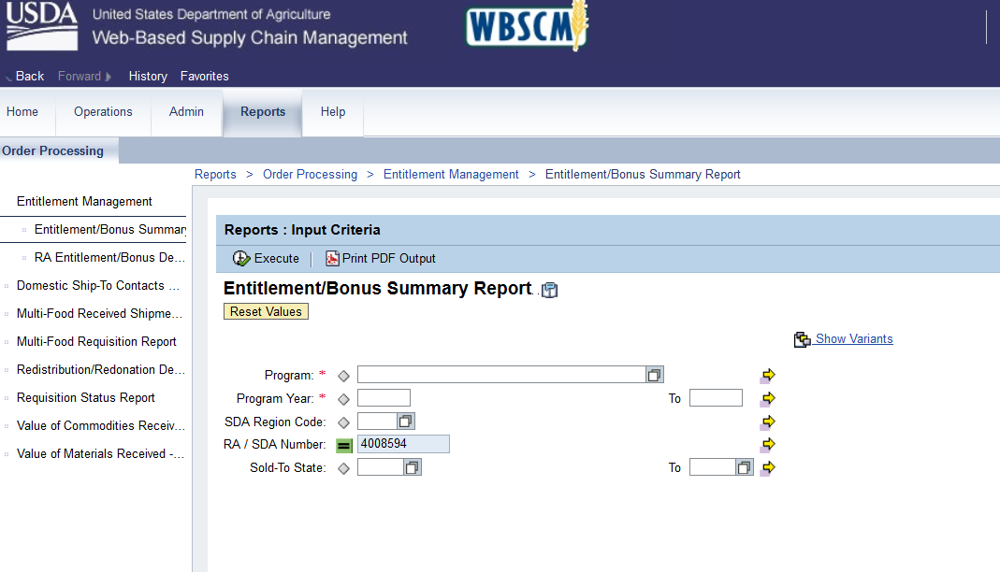 USDA United States Department of Agriculture
Web-Based Supply Chain Management
WBSCM
Back Forward History Favorites
Home Operations Admin Reports Help
Order Processing
Reports > Order Processing > Entitlement Management > Entitlement/Bonus Summary Report
Entitlement Management
Entitlement/Bonus Summary
RA Entitlement/Bonus De...
Domestic Ship-To Contacts ...
Multi-Food Received Shipme...
Multi-Food Requisition Report
Redistribution/Redonation De...
Requisition Status Report
Value of Commodities Receiv...
Value of Materials Received -...
Reports : Input Criteria
Execute | Print PDF Output
Entitlement/Bonus Summary Report
Reset Values
Show Variants
Program: *
Program Year: * To
SDA Region Code:
RA / SDA Number: 4008594
Sold-To State: To